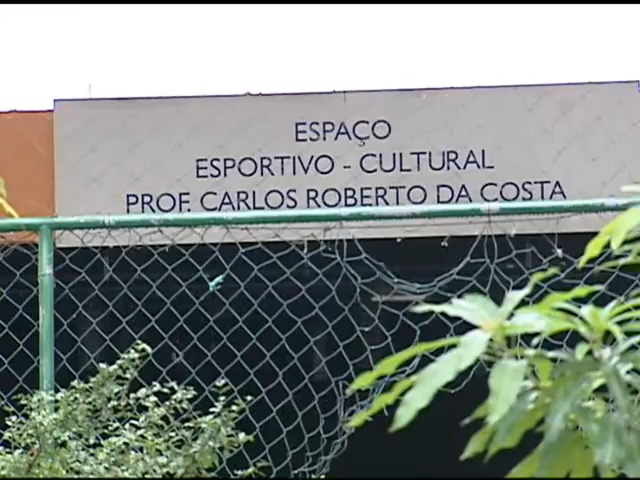 ESPAÇO
ESPORTIVO - CULTURAL
PROF. CARLOS ROBERTO DA COSTA